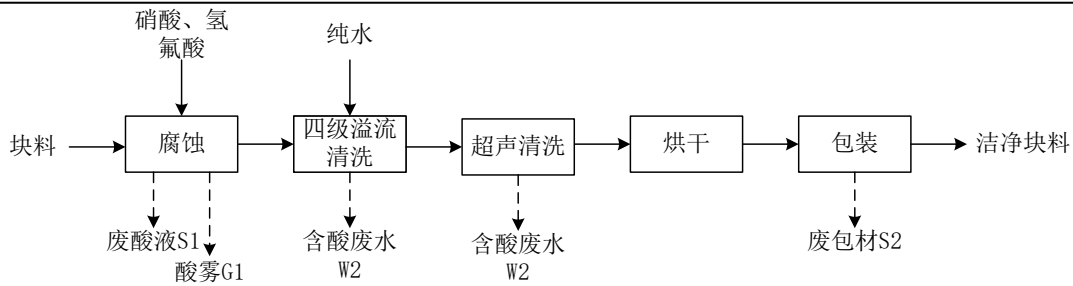 硝酸、氢
氟酸
纯水
块料
腐蚀
四级溢流
清洗
超声清洗
烘干
包装
洁净块料
废酸液S1
酸雾G1
含酸废水
W2
含酸废水
W2
废包材S2